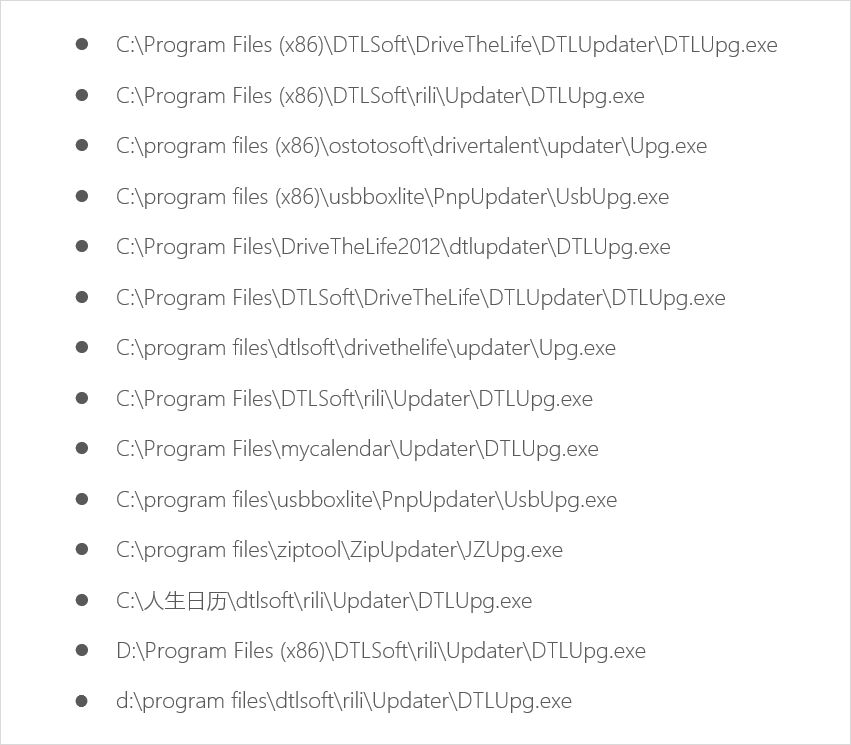 C:\Program Files (x86)\DTLSoft\DriveTheLife\DTLUpdater\DTLUpg.exe
C:\Program Files (x86)\DTLSoft\rili\Updater\DTLUpg.exe
C:\program files (x86)\ostotosoft\drivertalent\updater\Upg.exe
C:\program files (x86)\usbboxlite\PnpUpdater\UsbUpg.exe
C:\Program Files\DriveTheLife2012\dtlupdater\DTLUpg.exe
C:\Program Files\DTLSoft\DriveTheLife\DTLUpdater\DTLUpg.exe
C:\program files\dtlsoft\drivethelife\updater\Upg.exe
C:\Program Files\DTLSoft\rili\Updater\DTLUpg.exe
C:\Program Files\mycalendar\Updater\DTLUpg.exe
C:\program files\usbboxlite\PnpUpdater\UsbUpg.exe
C:\program files\ziptool\ZipUpdater\JZUpg.exe
C:\人生日历\dtlsoft\rili\Updater\DTLUpg.exe
D:\Program Files (x86)\DTLSoft\rili\Updater\DTLUpg.exe
d:\program files\dtlsoft\rili\Updater\DTLUpg.exe